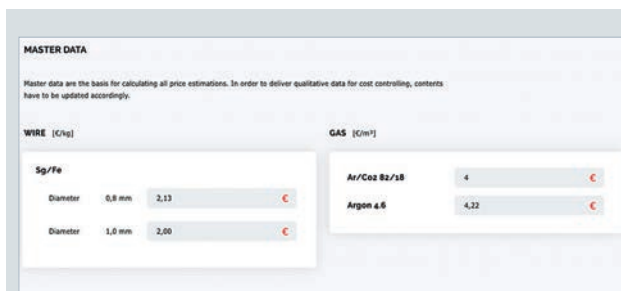 MASTER DATA
Master data are the basis for calculating all price estimations. In order to deliver qualitative data for cost controlling, contents
have to be updated accordingly.
WIRE [€/kg]
GAS [€/m³]
Sg/Fe
Diameter 0,8 mm 2,13 €
Diameter 1,0 mm 2,00 €
Ar/Co2 82/18 4 €
Argon 4.6 4,22 €